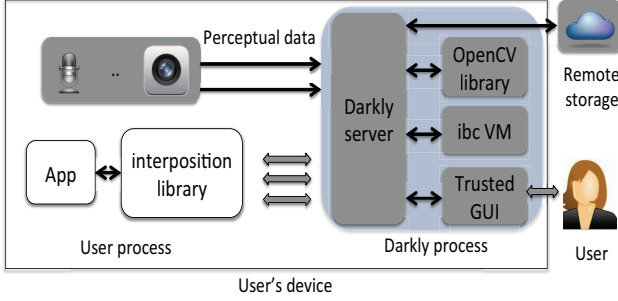 Perceptual data
..
Darkly
server
OpenCV
library
ibc VM
Trusted
GUI
Remote
storage
App
interposition
library
User process
Darkly process
User
User's device